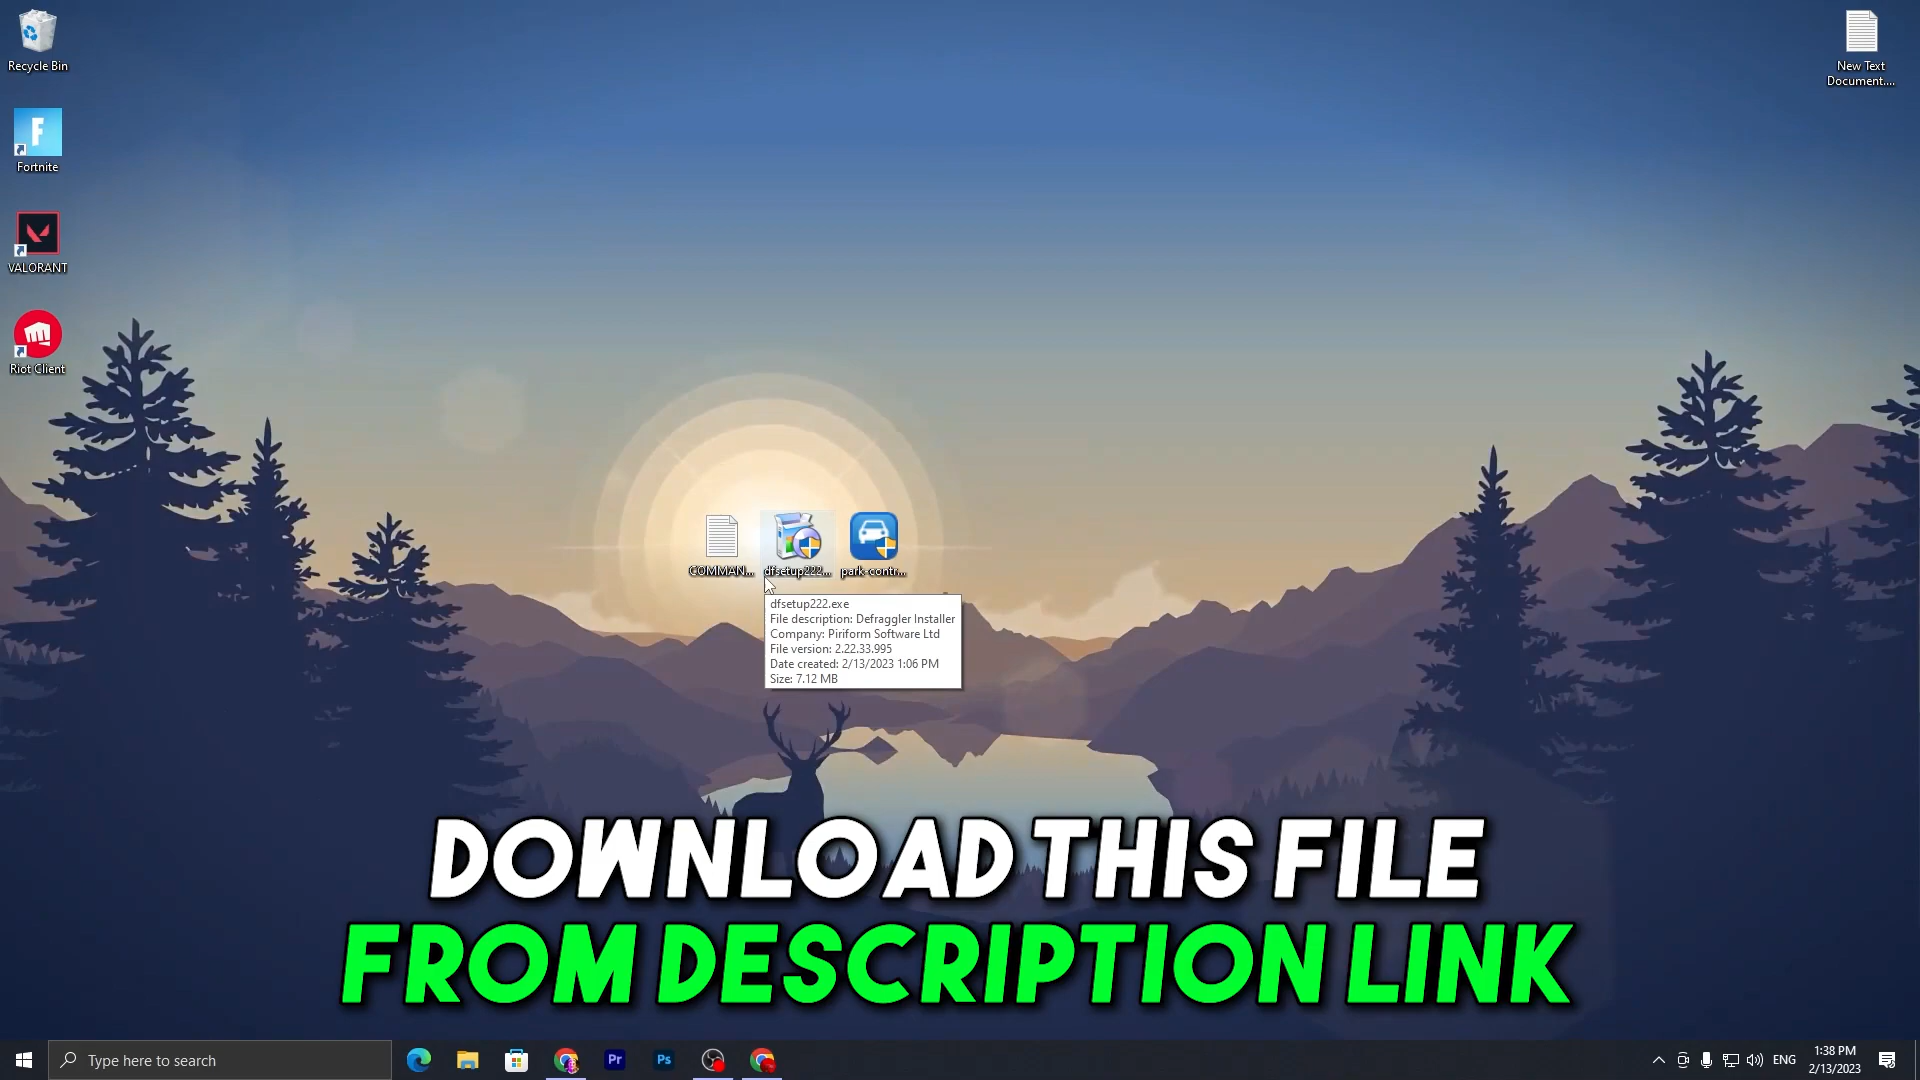 Recycle Bin
New Text
Document....
Fortnite
VALORANT
Riot Client
COMMAN...
dfsetup222....
park-contr...
dfsetup222.exe
File description: Defraggler Installer
Company: Piriform Software Ltd
File version: 2.22.33.995
Date created: 2/13/2023 1:06 PM
Size: 7.12 MB
DOWNLOAD THIS FILE
FROM DESCRIPTION LINK
Type here to search
Pr
Ps
ENG
1:38 PM
2/13/2023